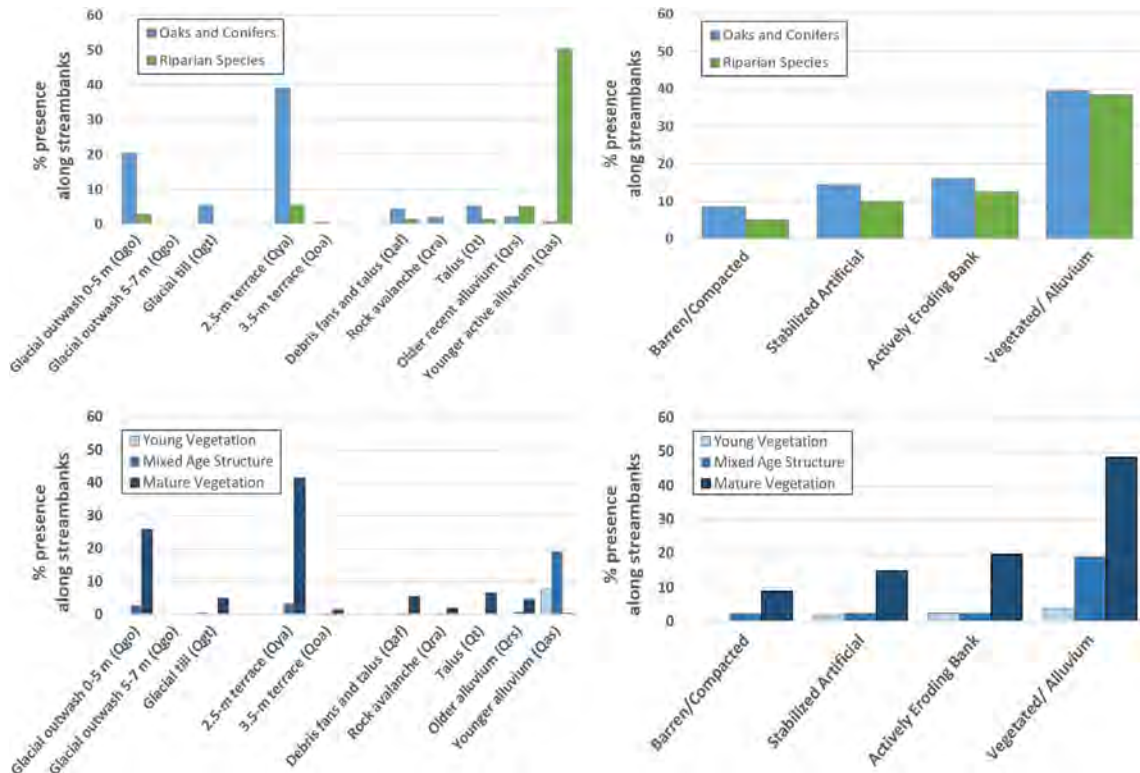 60
50
40
30
20
10
0
% presence
along streambanks
Oaks and Conifers
Riparian Species
Glacial outwash 0-5 m (Qgo)
Glacial outwash 5-7 m (Qgo)
Glacial till (Qgt)
2.5-m terrace (Qya)
3.5-m terrace (Qoa)
Debris fans and talus (Qaf)
Rock avalanche (Qra)
Talus (Qt)
Older recent alluvium (Qrs)
Younger active alluvium (Qas)
60
50
40
30
20
10
0
% presence
along streambanks
Oaks and Conifers
Riparian Species
Barren/Compacted
Stabilized Artificial
Actively Eroding Bank
Vegetated/ Alluvium
60
50
40
30
20
10
0
% presence
along streambanks
Young Vegetation
Mixed Age Structure
Mature Vegetation
Glacial outwash 0-5 m (Qgo)
Glacial outwash 5-7 m (Qgo)
Glacial till (Qgt)
2.5-m terrace (Qya)
3.5-m terrace (Qoa)
Debris fans and talus (Qaf)
Rock avalanche (Qra)
Talus (Qt)
Older alluvium (Qrs)
Younger alluvium (Qas)
60
50
40
30
20
10
0
% presence
along streambanks
Young Vegetation
Mixed Age Structure
Mature Vegetation
Barren/Compacted
Stabilized Artificial
Actively Eroding Bank
Vegetated/ Alluvium